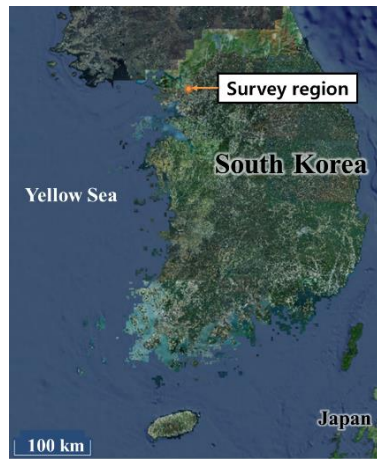 Survey region
South Korea
Yellow Sea
Japan
100 km